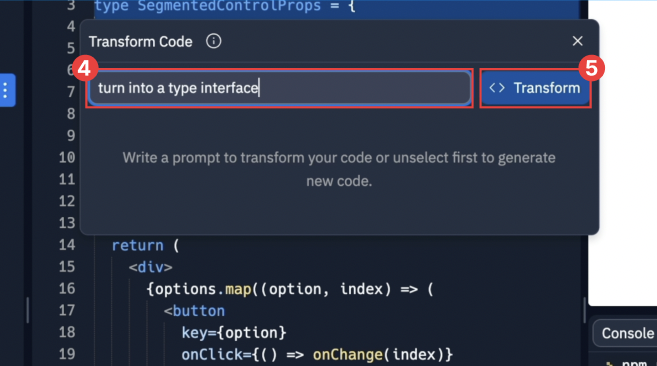 3 type SegmentedControlProps = {
4
Transform Code
5
4
5
6
turn into a type interface
<> Transform
7
8
9
10 Write a prompt to transform your code or unselect first to generate
11 new code.
12
13
14 return (
15 <div>
16 {options.map((option, index) => (
17 <button
18 key={option}
Console
19 onClick={() => onChange(index)}
npm